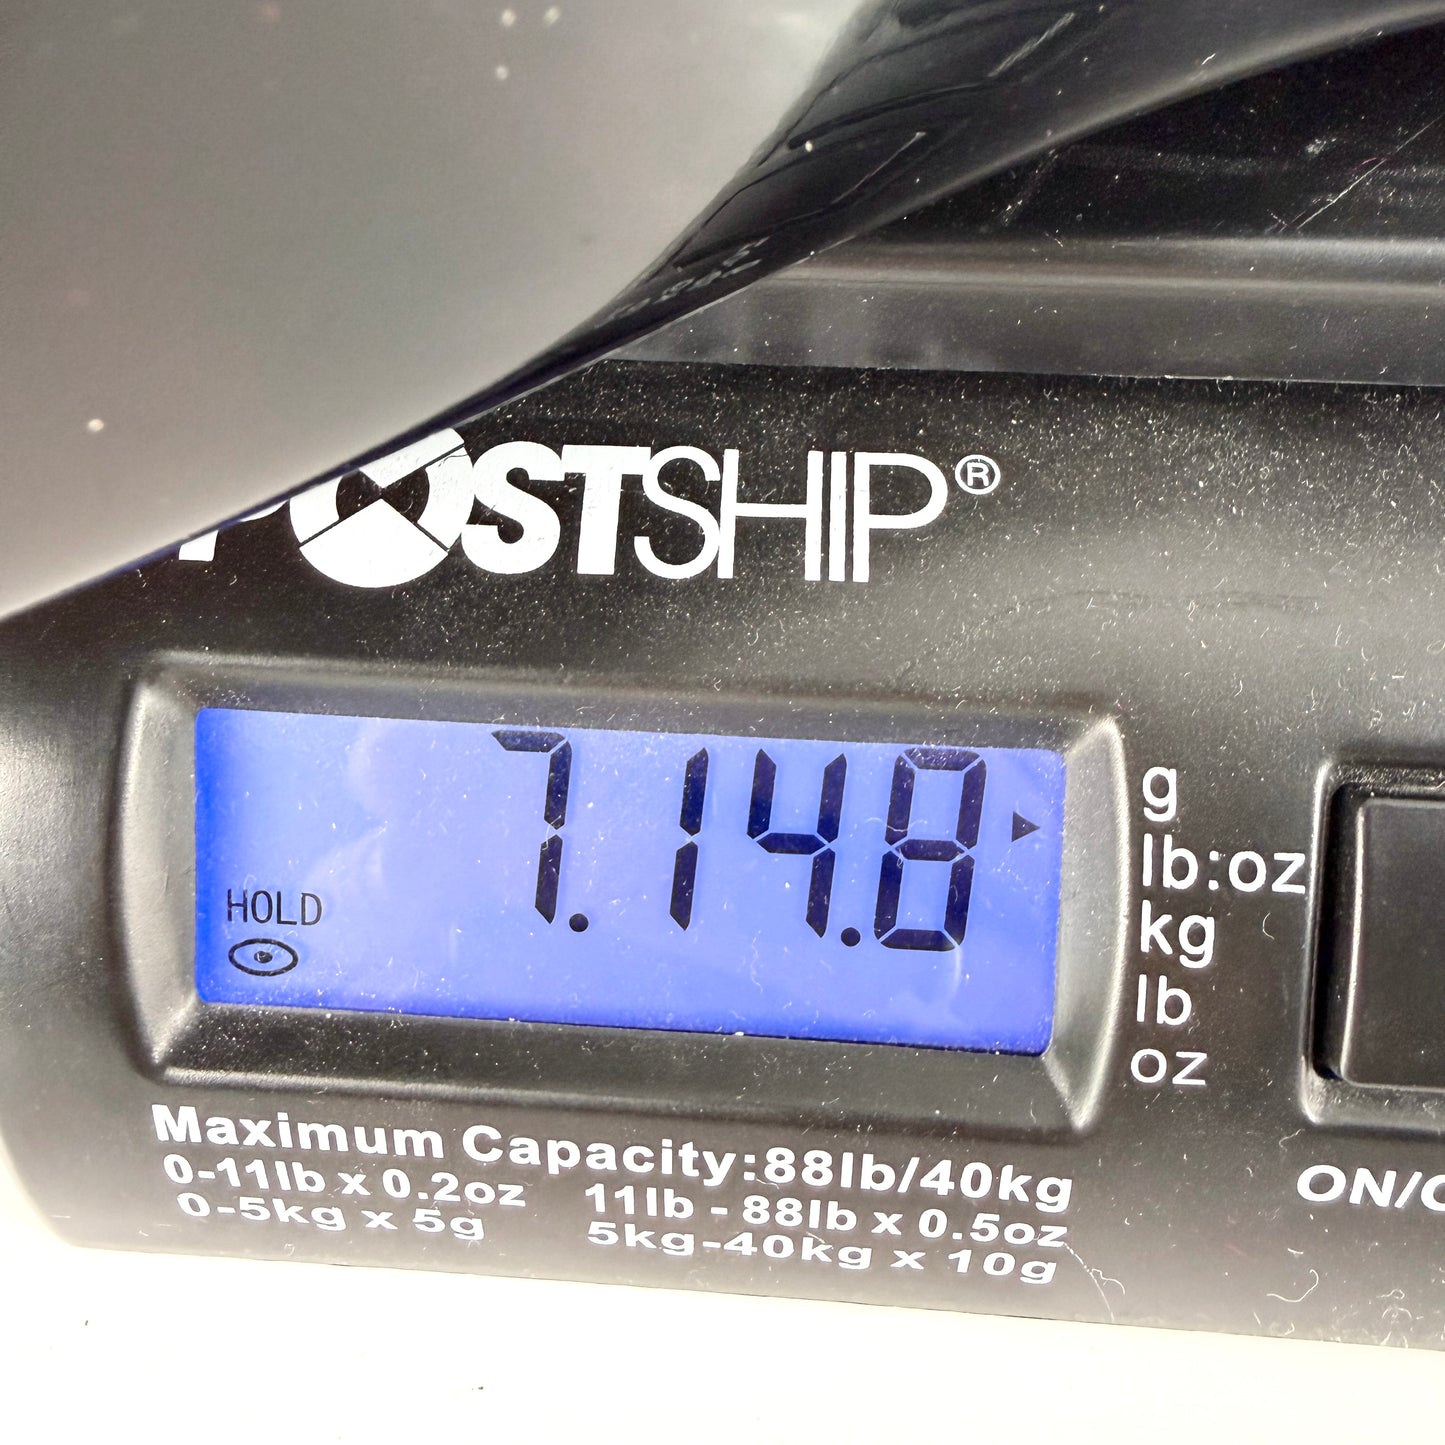 POSTSHIP®
7.14.8
HOLD
g
lb:oz
kg
lb
oz
Maximum Capacity:88lb/40kg
0-11lb x 0.2oz 11lb - 88lb x 0.5oz
0-5kg x 5g 5kg-40kg x 10g
ON/